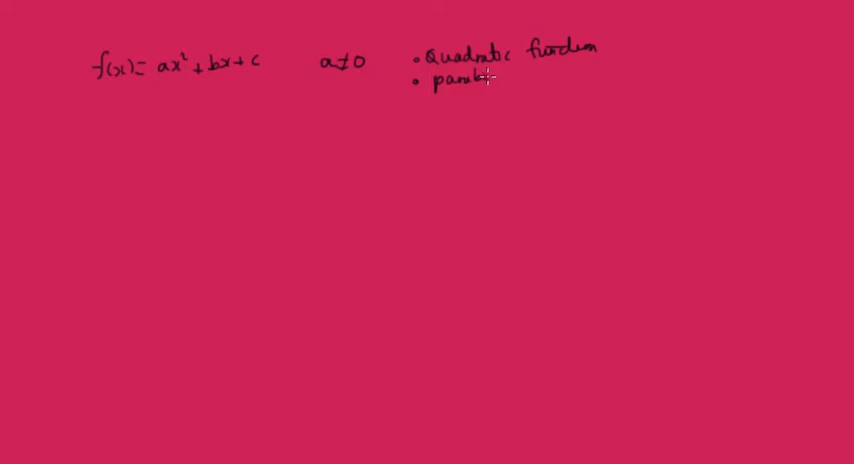 f(x) = ax² + bx + c a ≠ 0 • Quadratic function
• parab